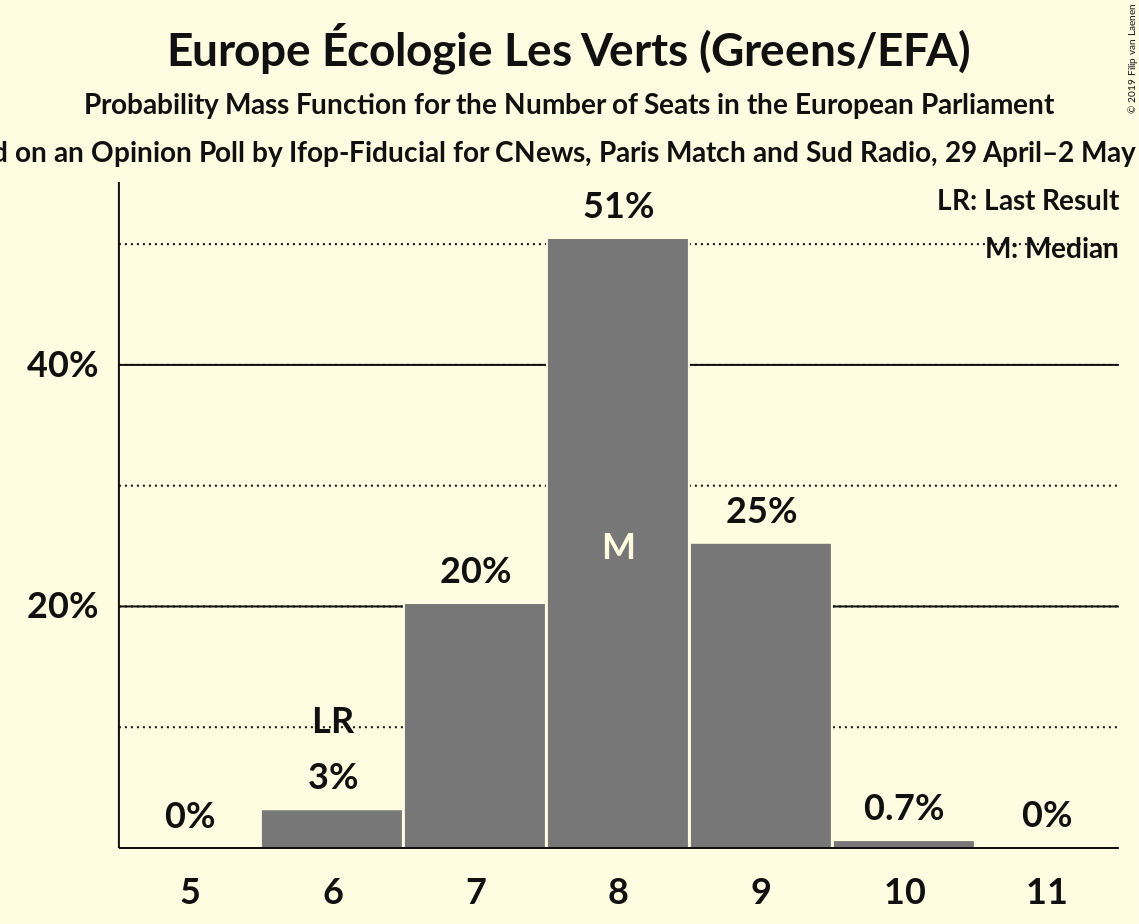 Europe Écologie Les Verts (Greens/EFA)
Probability Mass Function for the Number of Seats in the European Parliament
on an Opinion Poll by Ifop-Fiducial for CNews, Paris Match and Sud Radio, 29 April–2 May
© 2019 Filip van Laenen
LR: Last Result
M: Median
51%
40%
25%
M
20%
20%
LR
3%
0%
0.7%
0%
5 6 7 8 9 10 11